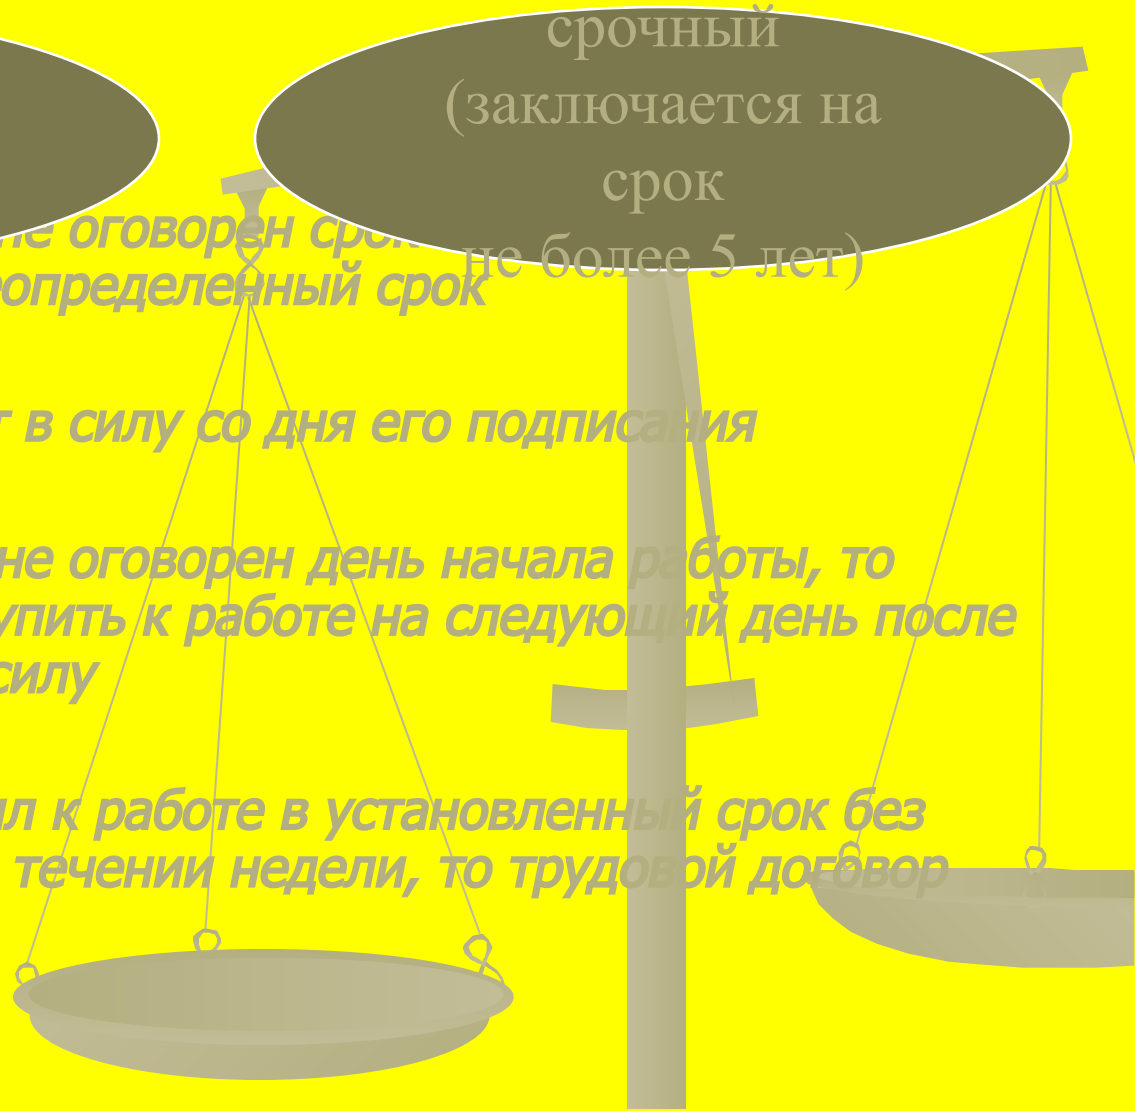 срочный
(заключается на
срок
не более 5 лет)
не оговорен срок
еопределенный срок
т в силу со дня его подписания
не оговорен день начала работы, то
упить к работе на следующий день после
силу
ил к работе в установленный срок без
течении недели, то трудовой договор